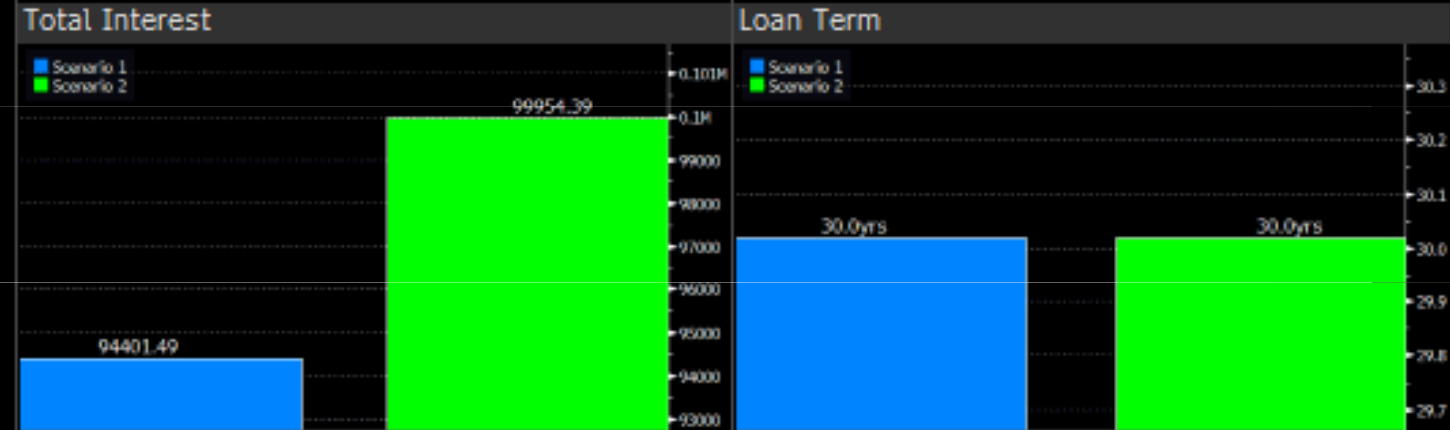 Total Interest
Scenario 1
Scenario 2
99954.39
94401.49
0.101M
0.1M
99000
98000
97000
96000
95000
94000
93000
Loan Term
Scenario 1
Scenario 2
30.0yrs
30.0yrs
30.3
30.2
30.1
30.0
29.9
29.8
29.7